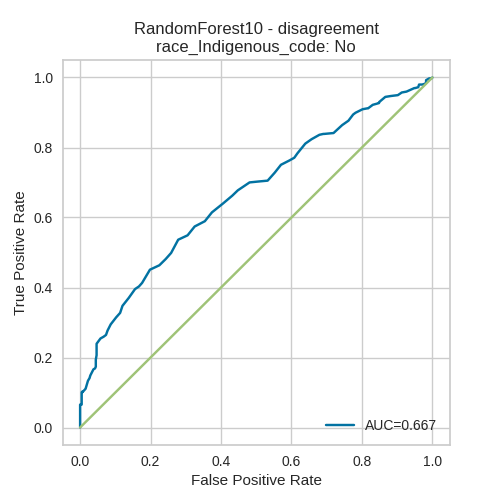 RandomForest10 - disagreement
race_Indigenous_code: No
True Positive Rate
1.0
0.8
0.6
0.4
0.2
0.0
AUC=0.667
0.0 0.2 0.4 0.6 0.8 1.0
False Positive Rate